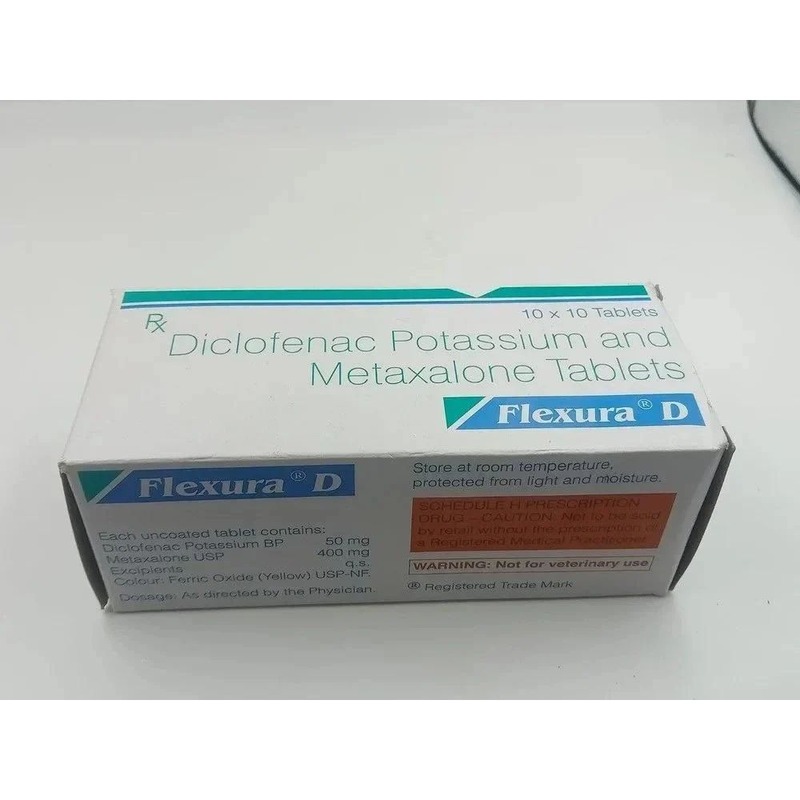 10 x 10 Tablets
Rx Diclofenac Potassium and
Metaxalone Tablets
Flexura® D
Flexura® D
Each uncoated tablet contains:
Diclofenac Potassium BP 50 mg
Metaxalone USP 400 mg
Excipients q.s.
Colour: Ferric Oxide (Yellow) USP-NF.
Dosage: As directed by the Physician.
Store at room temperature,
protected from light and moisture.
SCHEDULE H PRESCRIPTION
DRUG – CAUTION: Not to be sold
by retail without the prescription of
a Registered Medical Practitioner
WARNING: Not for veterinary use
® Registered Trade Mark